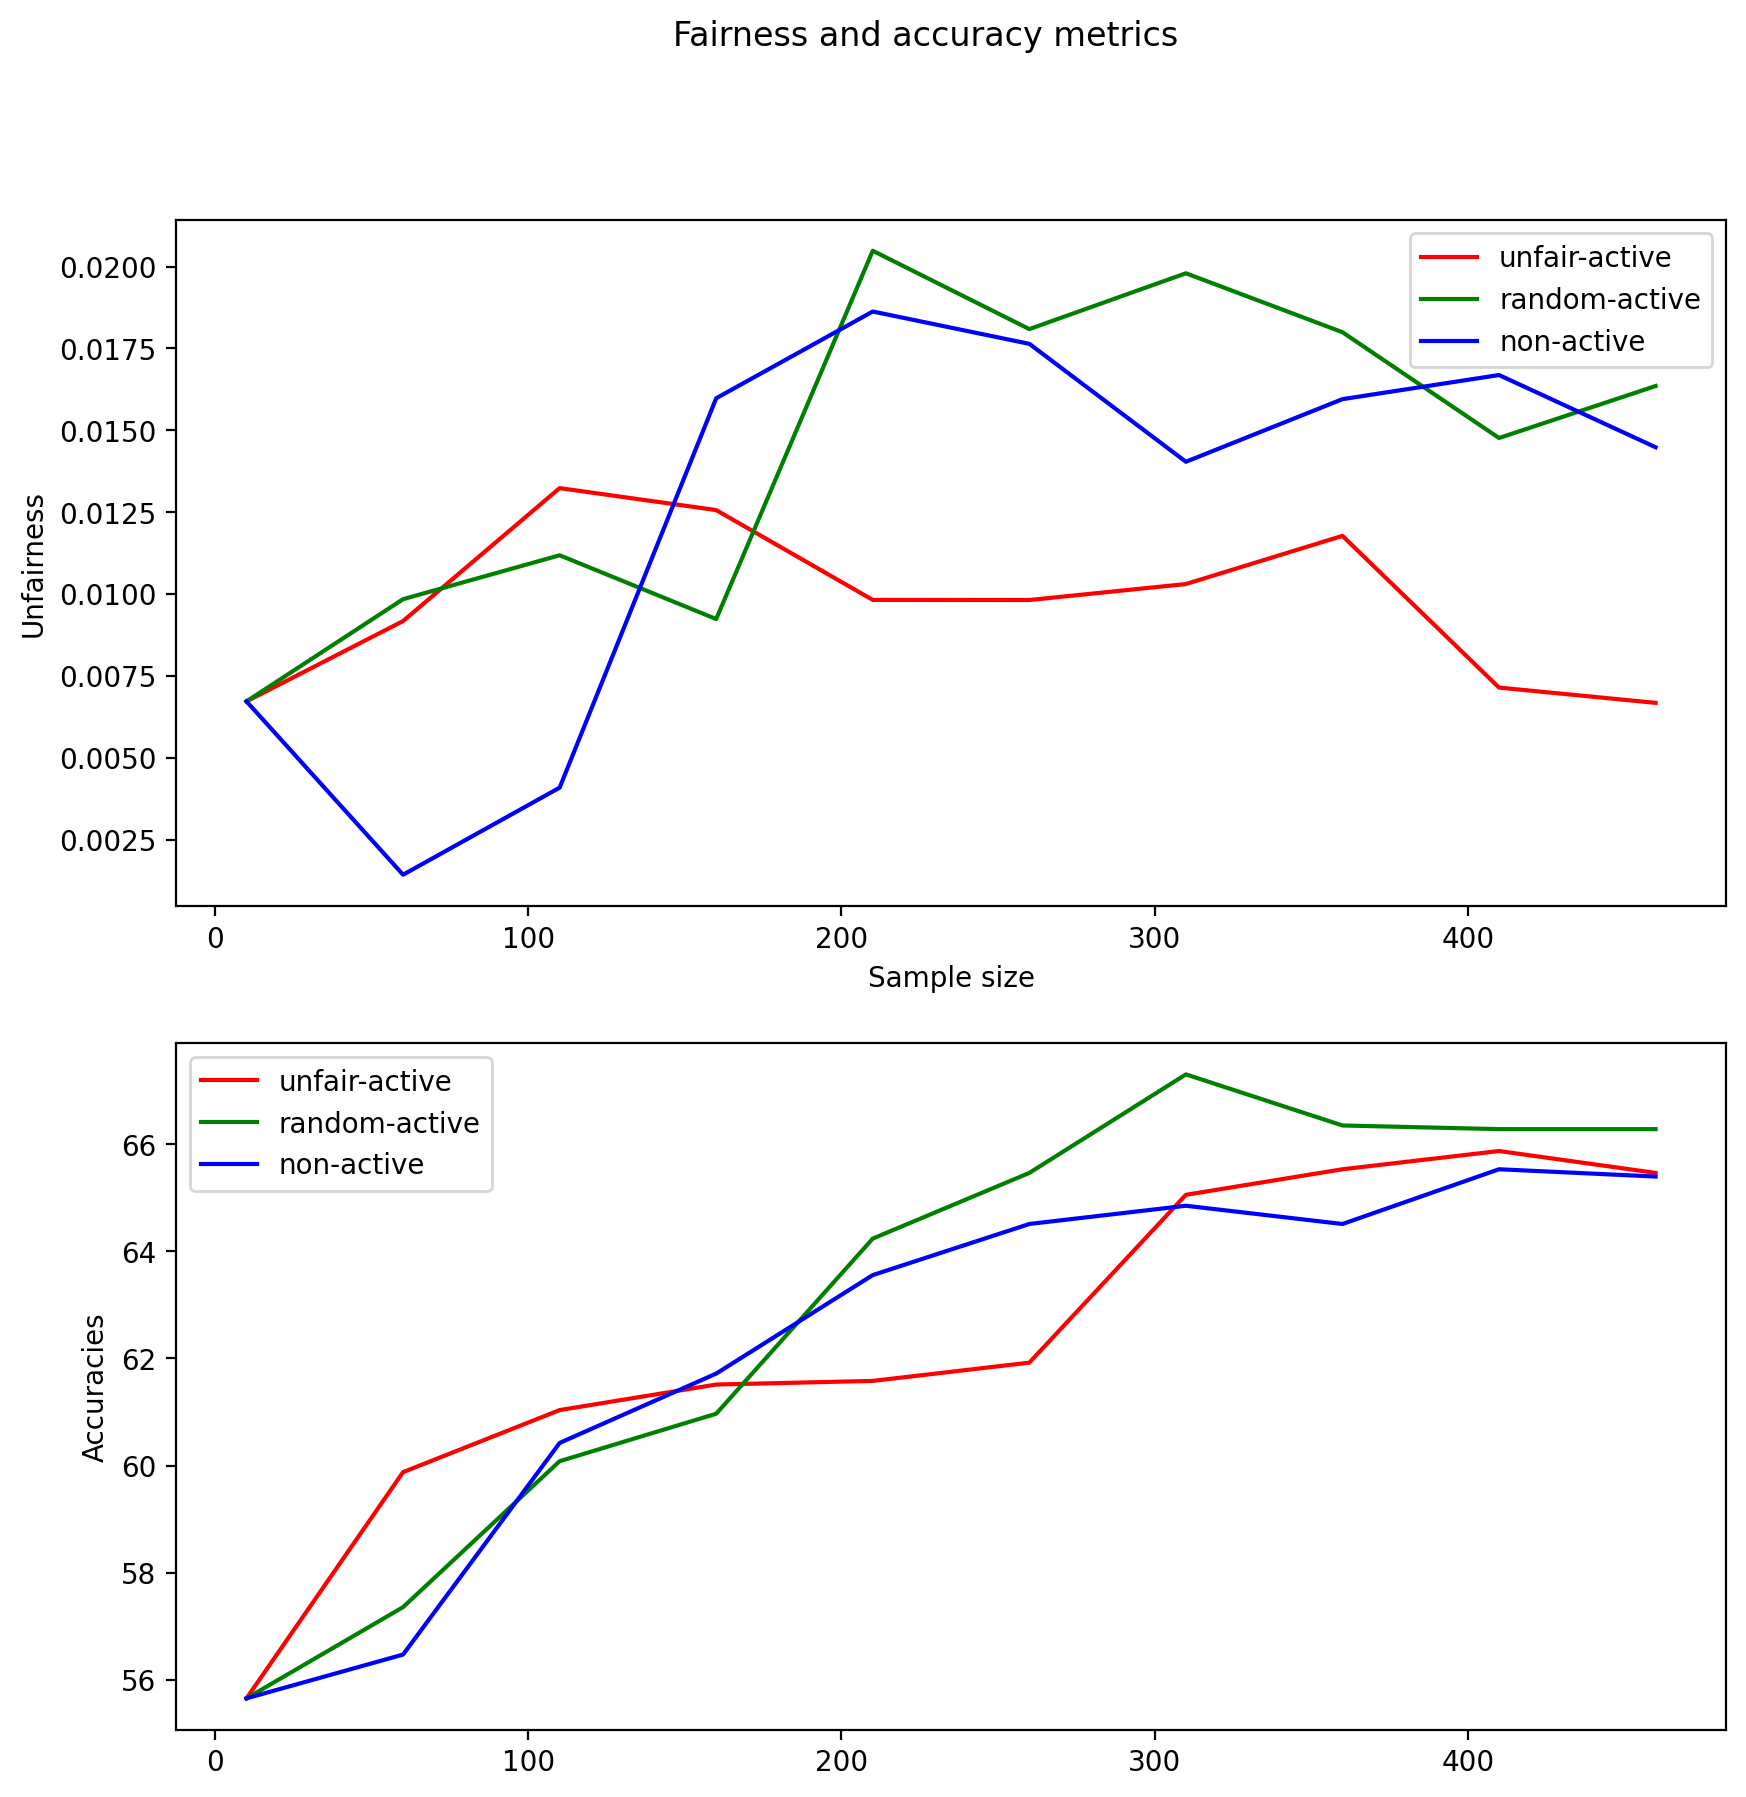 Fairness and accuracy metrics
0.0200
0.0175
0.0150
0.0125
0.0100
0.0075
0.0050
0.0025
Unfairness
unfair-active
random-active
non-active
0 100 200 300 400
Sample size
66
64
62
60
58
56
Accuracies
unfair-active
random-active
non-active
0 100 200 300 400